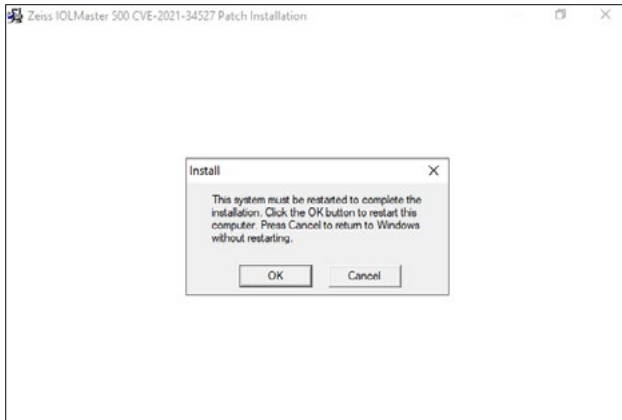 Zeiss IOLMaster 500 CVE-2021-34527 Patch Installation
Install
This system must be restarted to complete the
installation. Click the OK button to restart this
computer. Press Cancel to return to Windows
without restarting.
OK Cancel